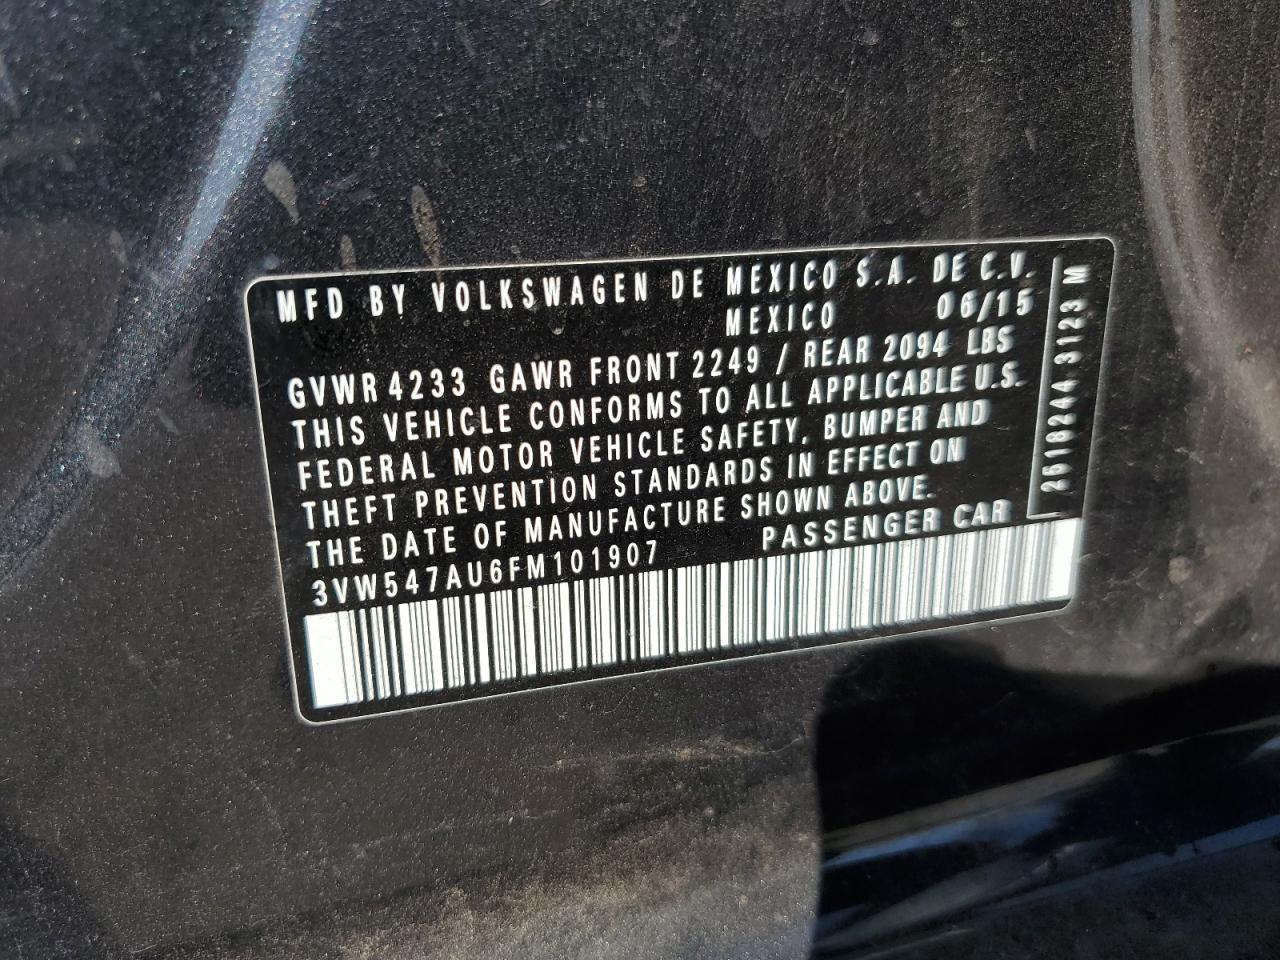 MFD BY VOLKSWAGEN DE MEXICO S.A. DE C.V.
MEXICO 06/15
GVWR 4233 GAWR FRONT 2249 / REAR 2094 LBS
THIS VEHICLE CONFORMS TO ALL APPLICABLE U.S.
FEDERAL MOTOR VEHICLE SAFETY, BUMPER AND
THEFT PREVENTION STANDARDS IN EFFECT ON
THE DATE OF MANUFACTURE SHOWN ABOVE.
3VW547AU6FM101907 PASSENGER CAR
2618244 3123 M